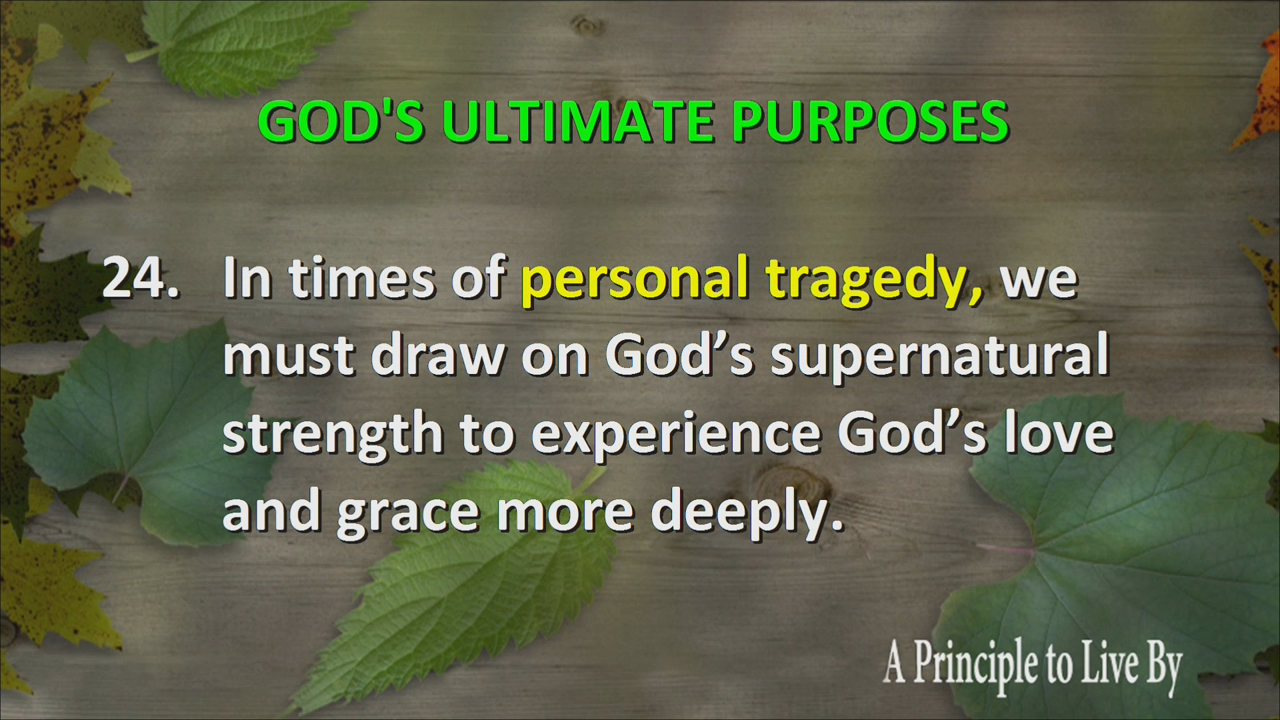 GOD'S ULTIMATE PURPOSES
24. In times of personal tragedy, we
must draw on God’s supernatural
strength to experience God’s love
and grace more deeply.
A Principle to Live By